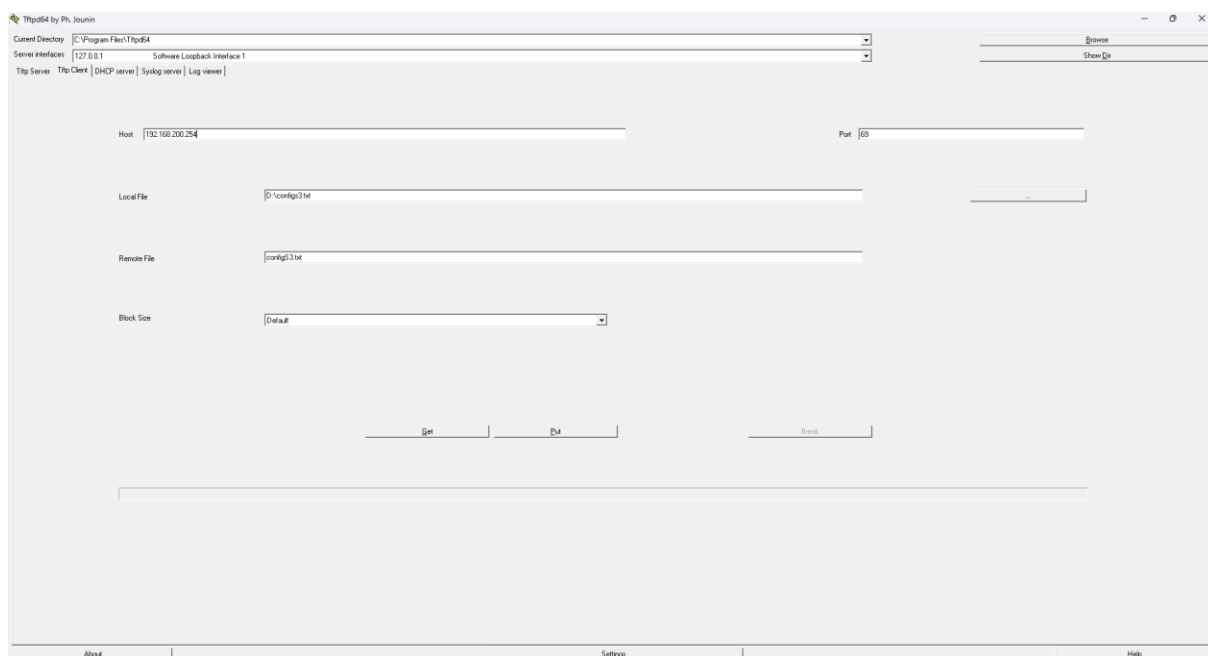 Tftpd64 by Ph. Jounin
Current Directory C:\Program Files\Tftpd64 Browse
Server interfaces 127.0.0.1 Software Loopback Interface 1 Show Dir
Tftp Server Tftp Client DHCP server Syslog server Log viewer
Host 192.168.200.254 Port 69
Local File D:\configs3.txt ...
Remote File configS3.txt
Block Size Default
Get Put Break
About Settings Help